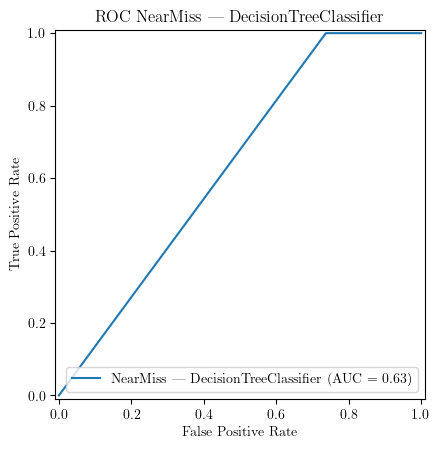 ROC NearMiss — DecisionTreeClassifier
1.0
0.8
0.6
0.4
0.2
0.0
True Positive Rate
NearMiss — DecisionTreeClassifier (AUC = 0.63)
0.0 0.2 0.4 0.6 0.8 1.0
False Positive Rate